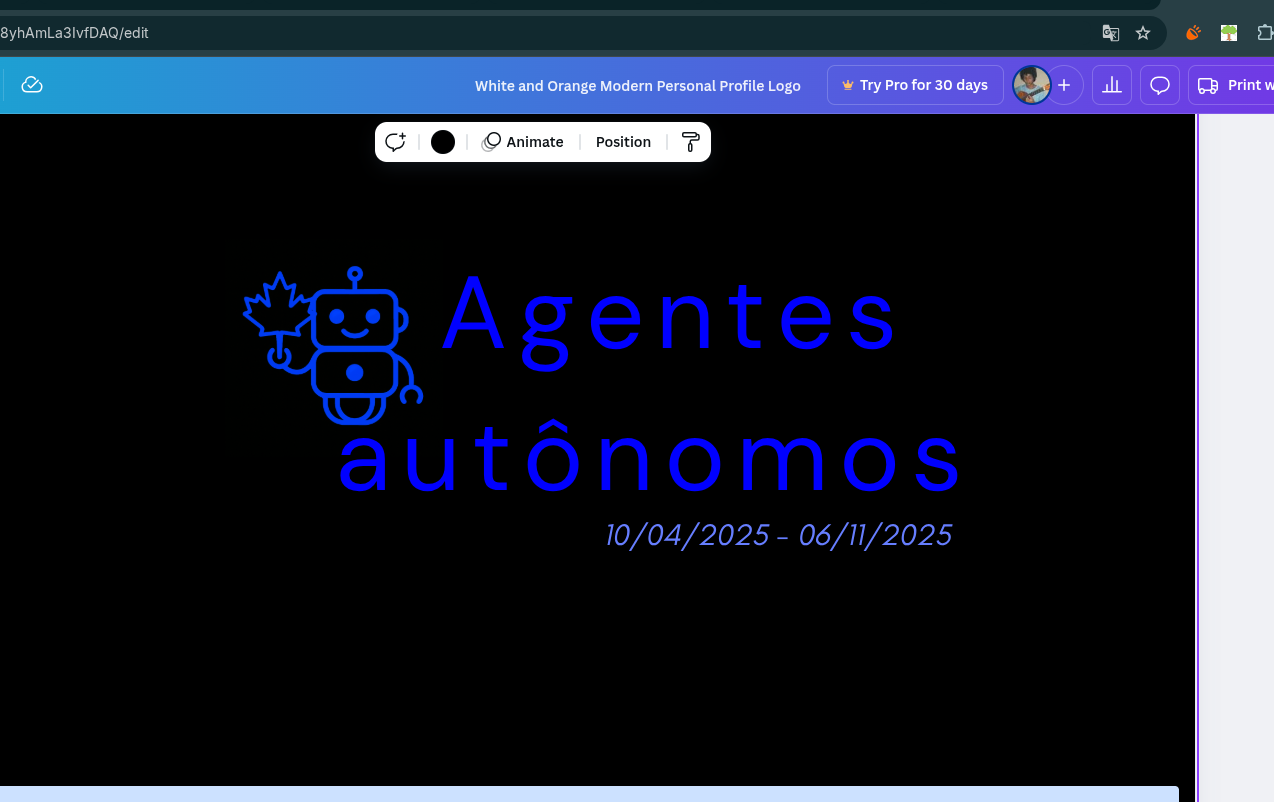 8yhAmLa3IvfDAQ/edit
White and Orange Modern Personal Profile Logo
Try Pro for 30 days
Print w
Animate
Position
Agentes
autônomos
10/04/2025 - 06/11/2025